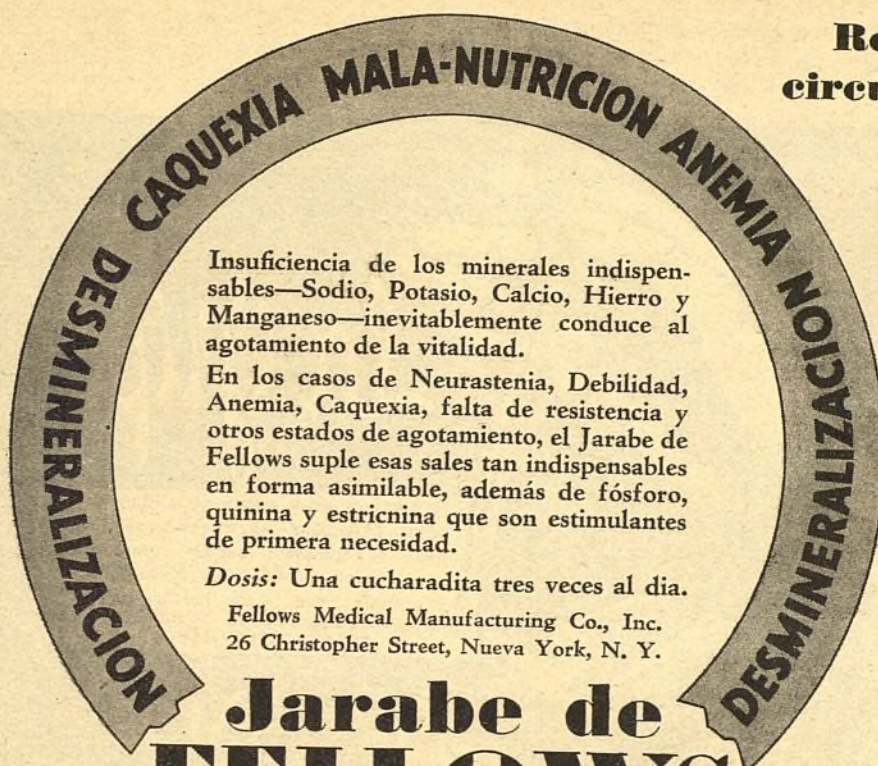 DESMINERALIZACION CAQUEXIA MALA-NUTRICION ANEMIA DESMINERALIZACION
Insuficiencia de los minerales indispen-
sables—Sodio, Potasio, Calcio, Hierro y
Manganeso—inevitablemente conduce al
agotamiento de la vitalidad.
En los casos de Neurastenia, Debilidad,
Anemia, Caquexia, falta de resistencia y
otros estados de agotamiento, el Jarabe de
Fellows suple esas sales tan indispensables
en forma asimilable, además de fósforo,
quinina y estricnina que son estimulantes
de primera necesidad.
Dosis: Una cucharadita tres veces al dia.
Fellows Medical Manufacturing Co., Inc.
26 Christopher Street, Nueva York, N. Y.
Jarabe de
FELLOWS